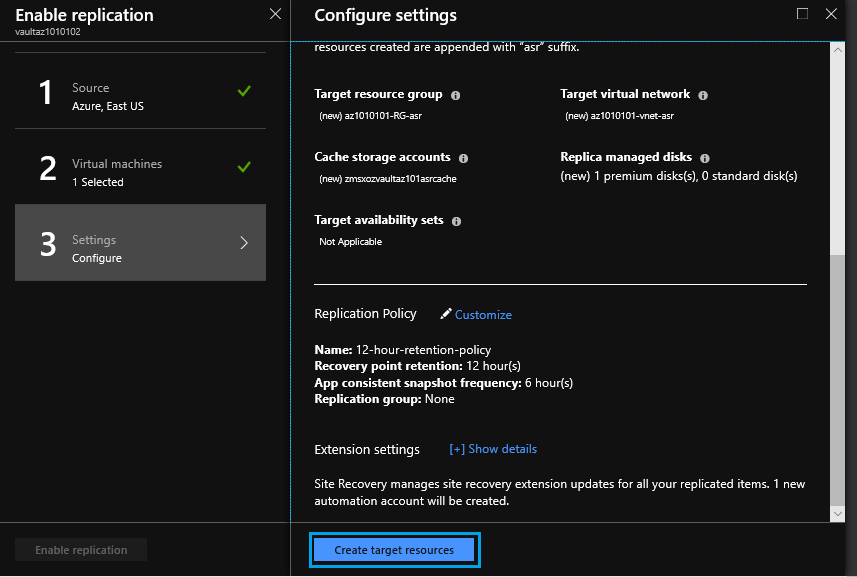 Enable replication
vaultaz1010102
1
Source
Azure, East US
2
Virtual machines
1 Selected
3
Settings
Configure
Enable replication
Configure settings
resources created are appended with "asr" suffix.
Target resource group
(new) az1010101-RG-asr
Target virtual network
(new) az1010101-vnet-asr
Cache storage accounts
(new) zmsxozvaultaz101asrcache
Replica managed disks
(new) 1 premium disks(s), 0 standard disk(s)
Target availability sets
Not Applicable
Replication Policy Customize
Name: 12-hour-retention-policy
Recovery point retention: 12 hour(s)
App consistent snapshot frequency: 6 hour(s)
Replication group: None
Extension settings [+] Show details
Site Recovery manages site recovery extension updates for all your replicated items. 1 new
automation account will be created.
Create target resources